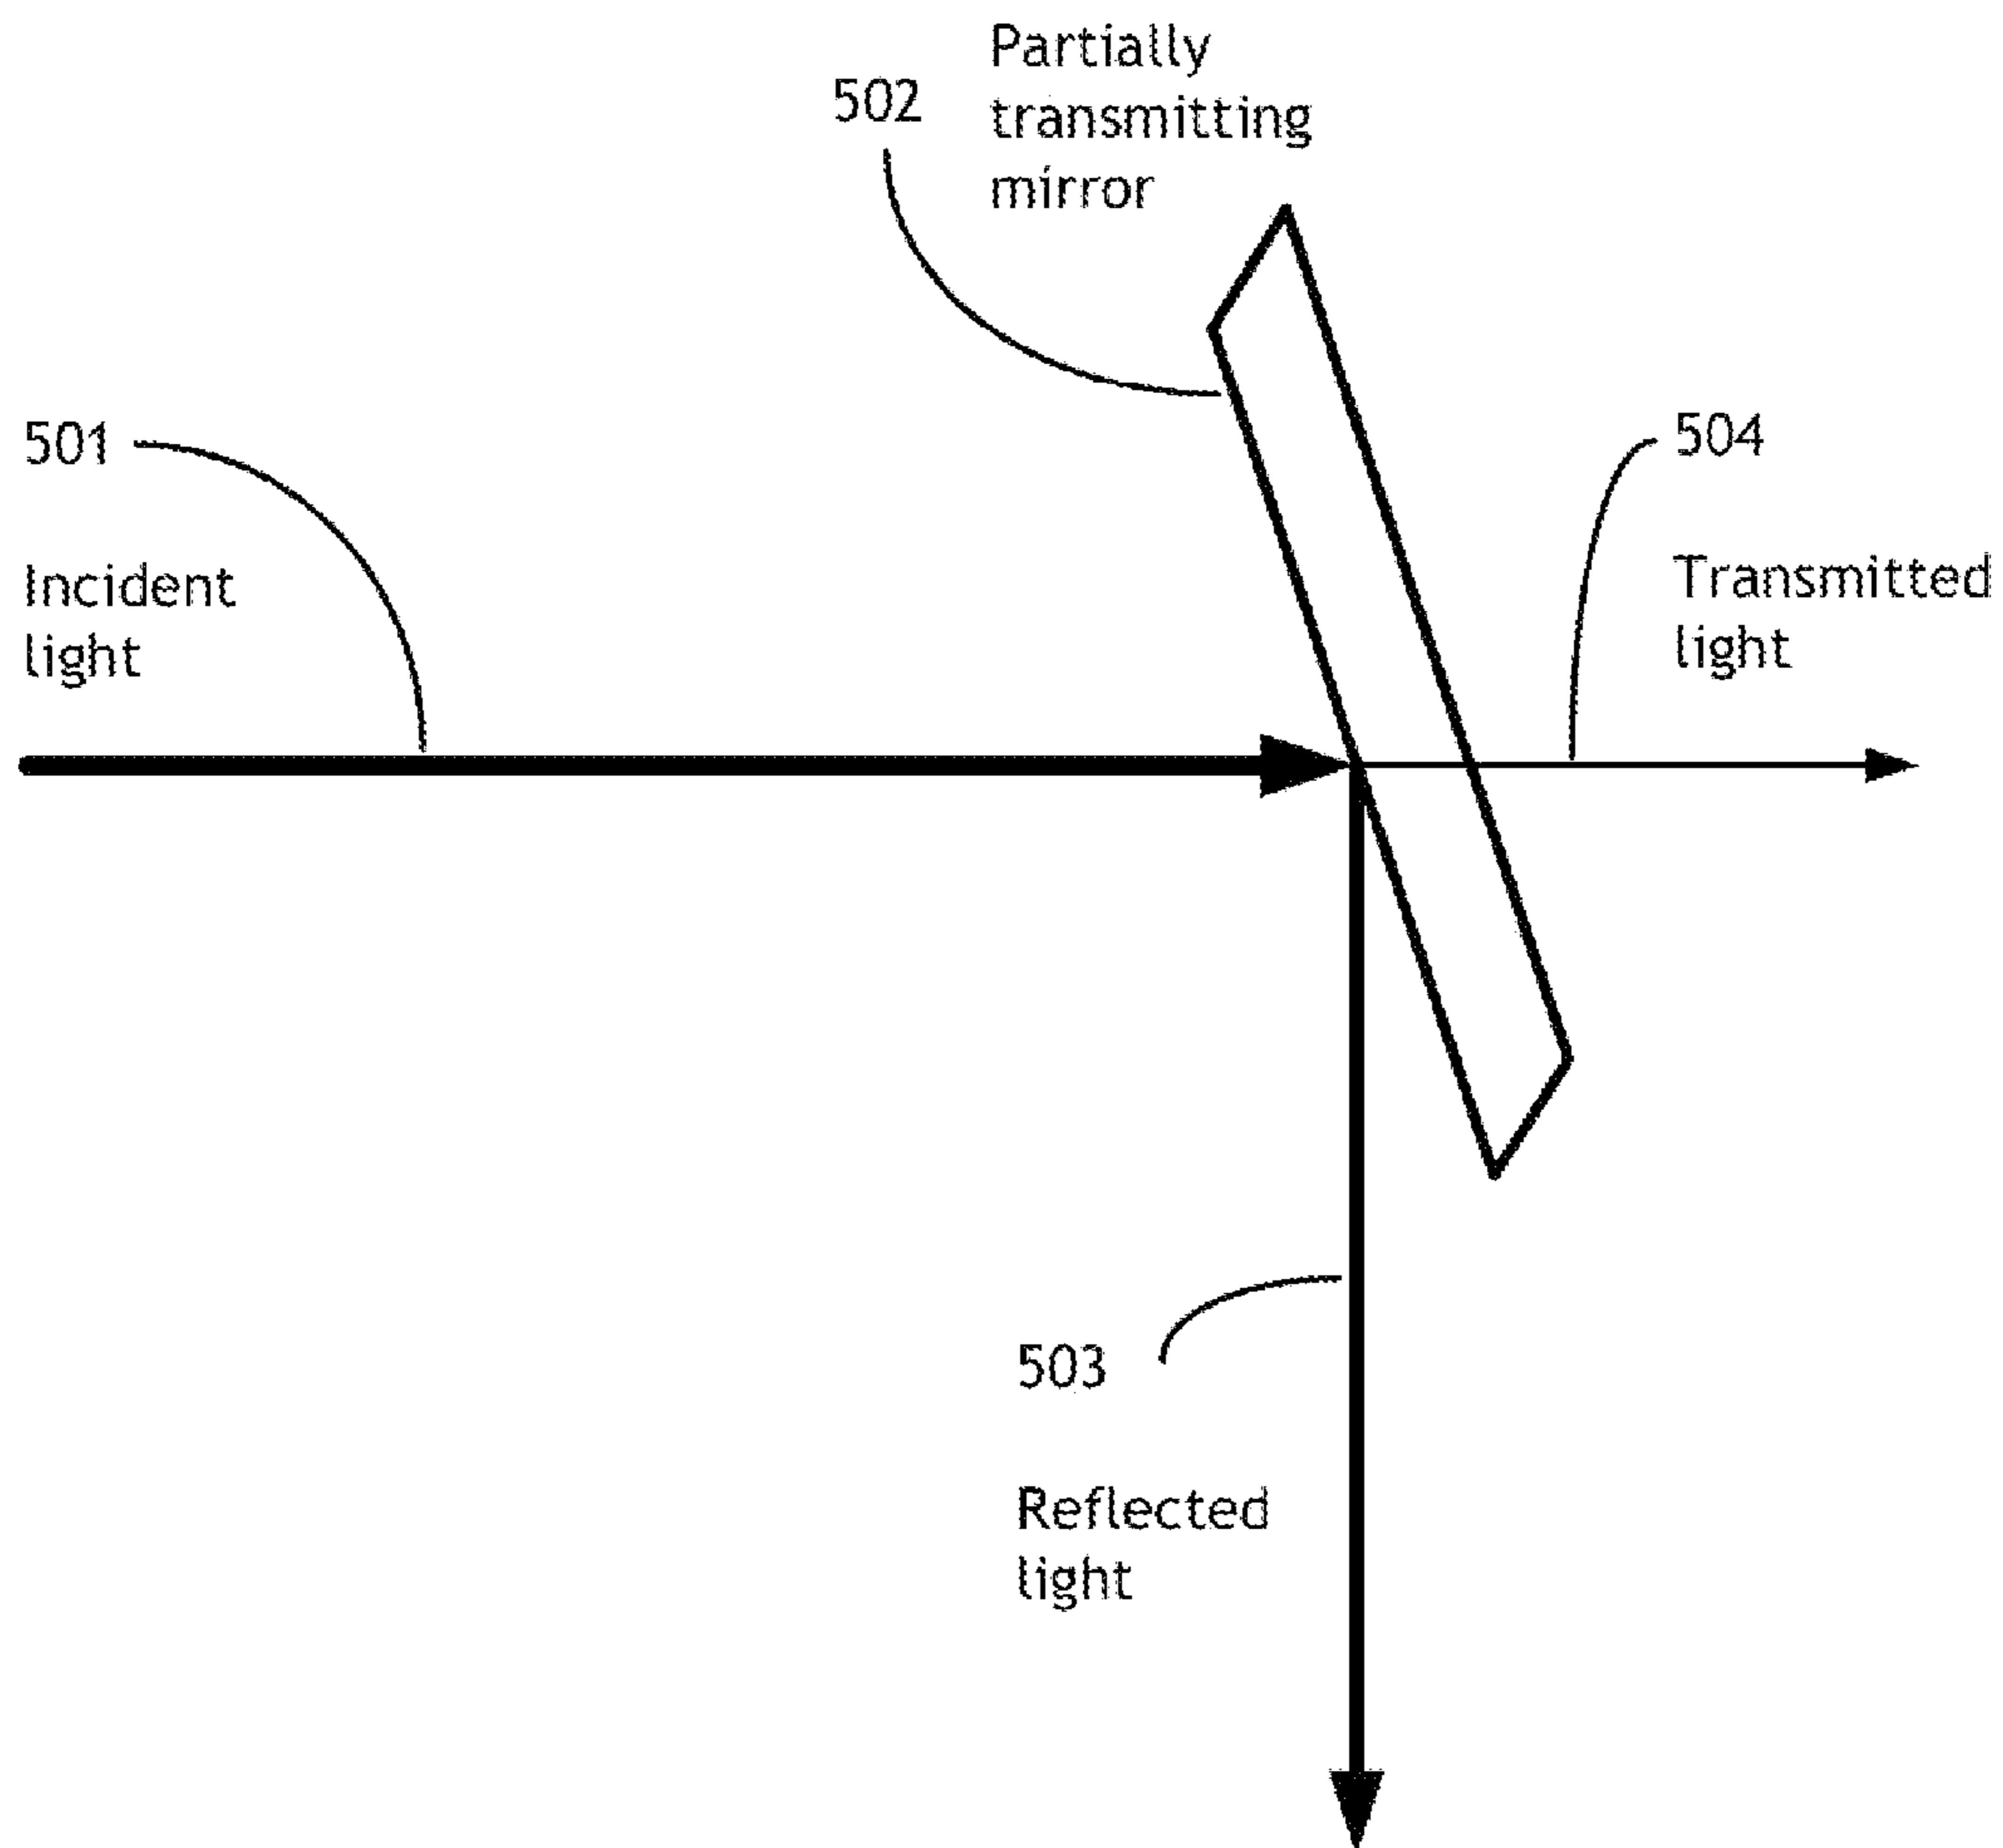 502
Partially
transmitting
mirror
501
Incident
light
504
Transmitted
light
503
Reflected
light